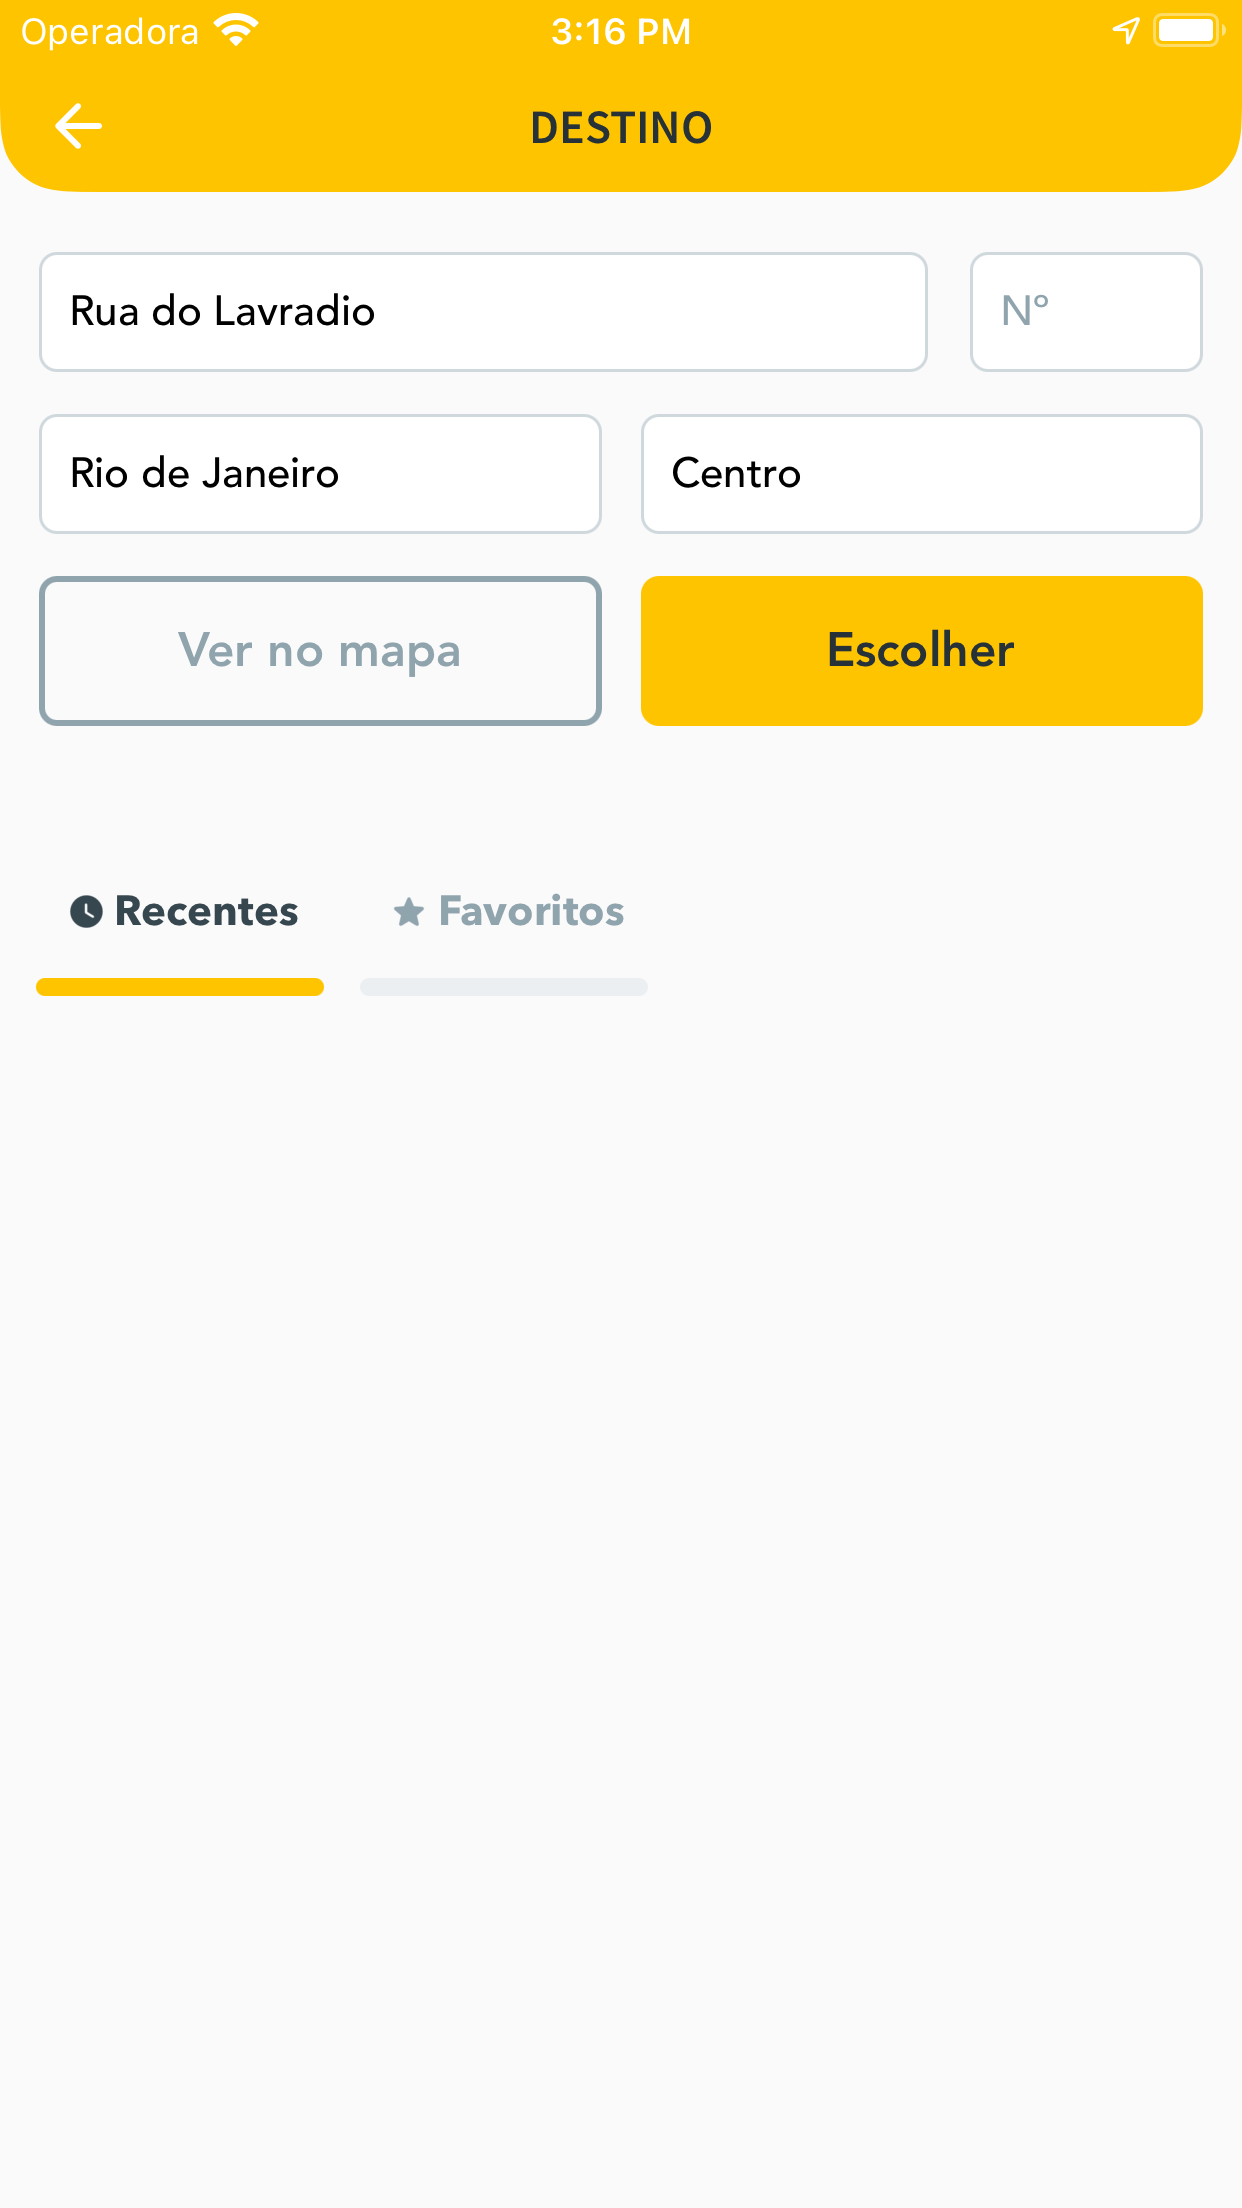 Operadora 3:16 PM
DESTINO
Rua do Lavradio Nº
Rio de Janeiro Centro
Ver no mapa Escolher
Recentes Favoritos